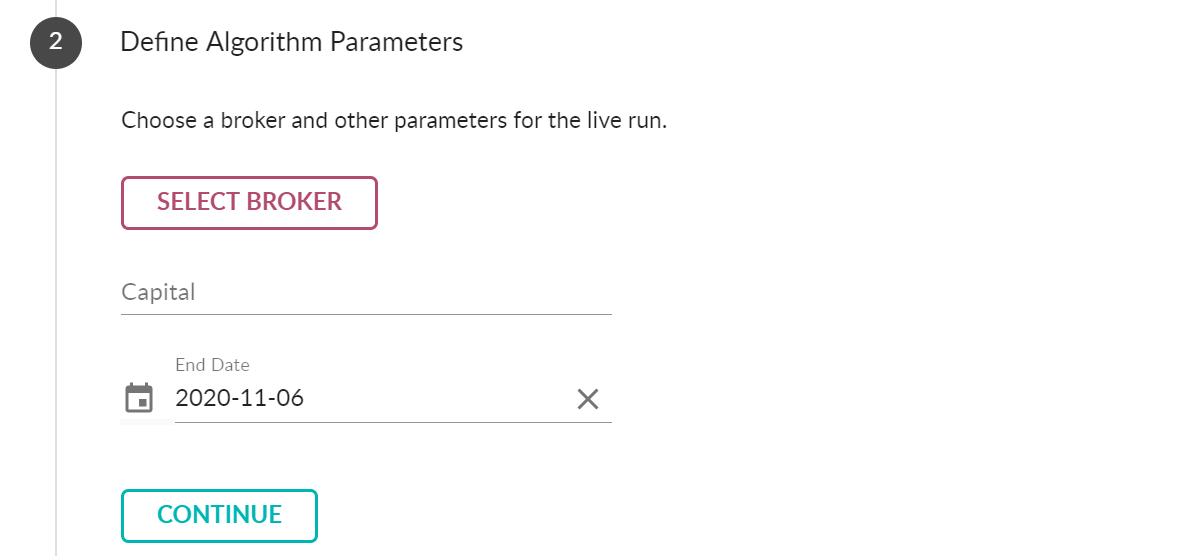 2
Define Algorithm Parameters
Choose a broker and other parameters for the live run.
SELECT BROKER
Capital
End Date
2020-11-06
CONTINUE